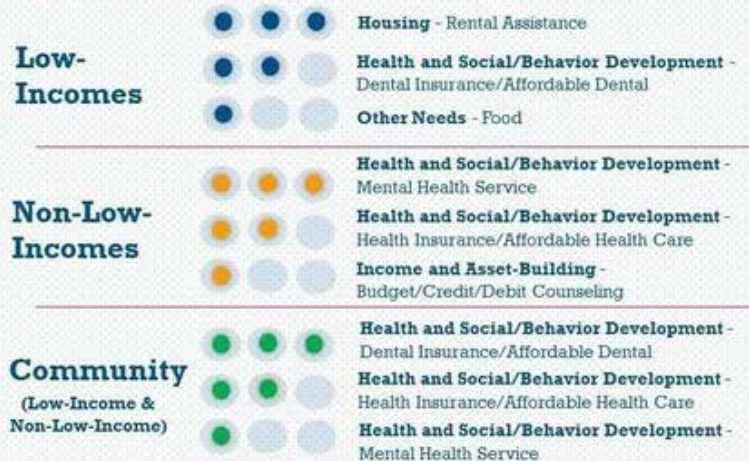 Low-
Incomes
Housing - Rental Assistance
Health and Social/Behavior Development -
Dental Insurance/Affordable Dental
Other Needs - Food
Non-Low-
Incomes
Health and Social/Behavior Development -
Mental Health Service
Health and Social/Behavior Development -
Health Insurance/Affordable Health Care
Income and Asset-Building -
Budget/Credit/Debit Counseling
Community
(Low-Income &
Non-Low-Income)
Health and Social/Behavior Development -
Dental Insurance/Affordable Dental
Health and Social/Behavior Development -
Health Insurance/Affordable Health Care
Health and Social/Behavior Development -
Mental Health Service